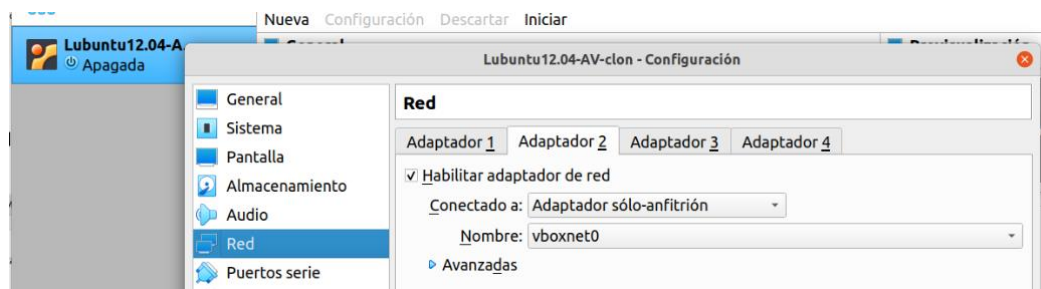 Nueva Configuración Descartar Iniciar
Lubuntu12.04-A
Apagada
Lubuntu12.04-AV-clon - Configuración
General
Sistema
Pantalla
Almacenamiento
Audio
Red
Puertos serie
Red
Adaptador 1 Adaptador 2 Adaptador 3 Adaptador 4
Habilitar adaptador de red
Conectado a: Adaptador sólo-anfitrión
Nombre: vboxnet0
Avanzadas